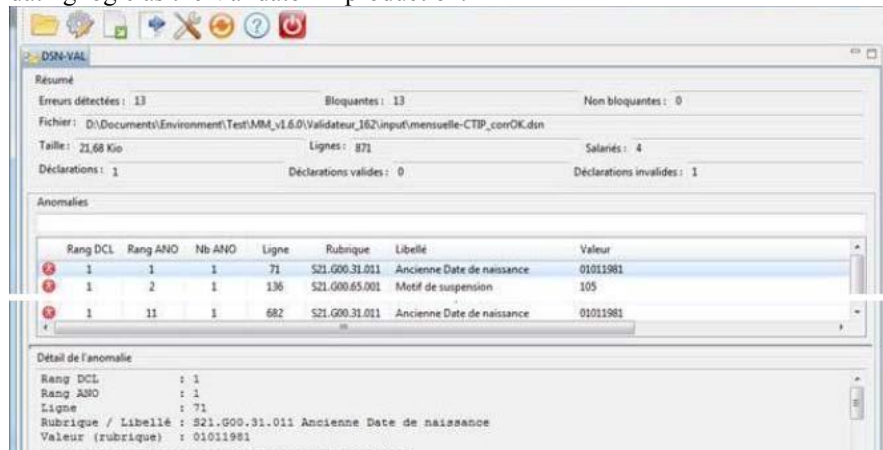 DSN-VAL
Résumé
Erreurs détectées : 13 Bloquantes : 13 Non bloquantes : 0
Fichier : D:\Documents\Environment\Test\MM_v1.6.0\Validateur_162\input\mensuelle-CTIP_corrOK.dsn
Taille : 21,68 Kio Lignes : 871 Salariés : 4
Déclarations : 1 Déclarations valides : 0 Déclarations invalides : 1
Anomalies
Rang DCL Rang ANO Nb ANO Ligne Rubrique Libellé Valeur
1 1 1 71 S21.G00.31.011 Ancienne Date de naissance 01011981
1 2 1 136 S21.G00.65.001 Motif de suspension 105
1 11 1 682 S21.G00.31.011 Ancienne Date de naissance 01011981
Détail de l'anomalie
Rang DCL : 1
Rang ANO : 1
Ligne : 71
Rubrique / Libellé : S21.G00.31.011 Ancienne Date de naissance
Valeur (rubrique) : 01011981